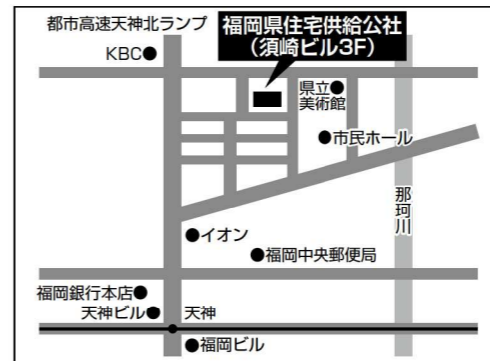 都市高速天神北ランプ
福岡県住宅供給公社
(須崎ビル3F)
KBC
県立
美術館
市民ホール
那珂川
イオン
福岡中央郵便局
福岡銀行本店
天神ビル
天神
福岡ビル